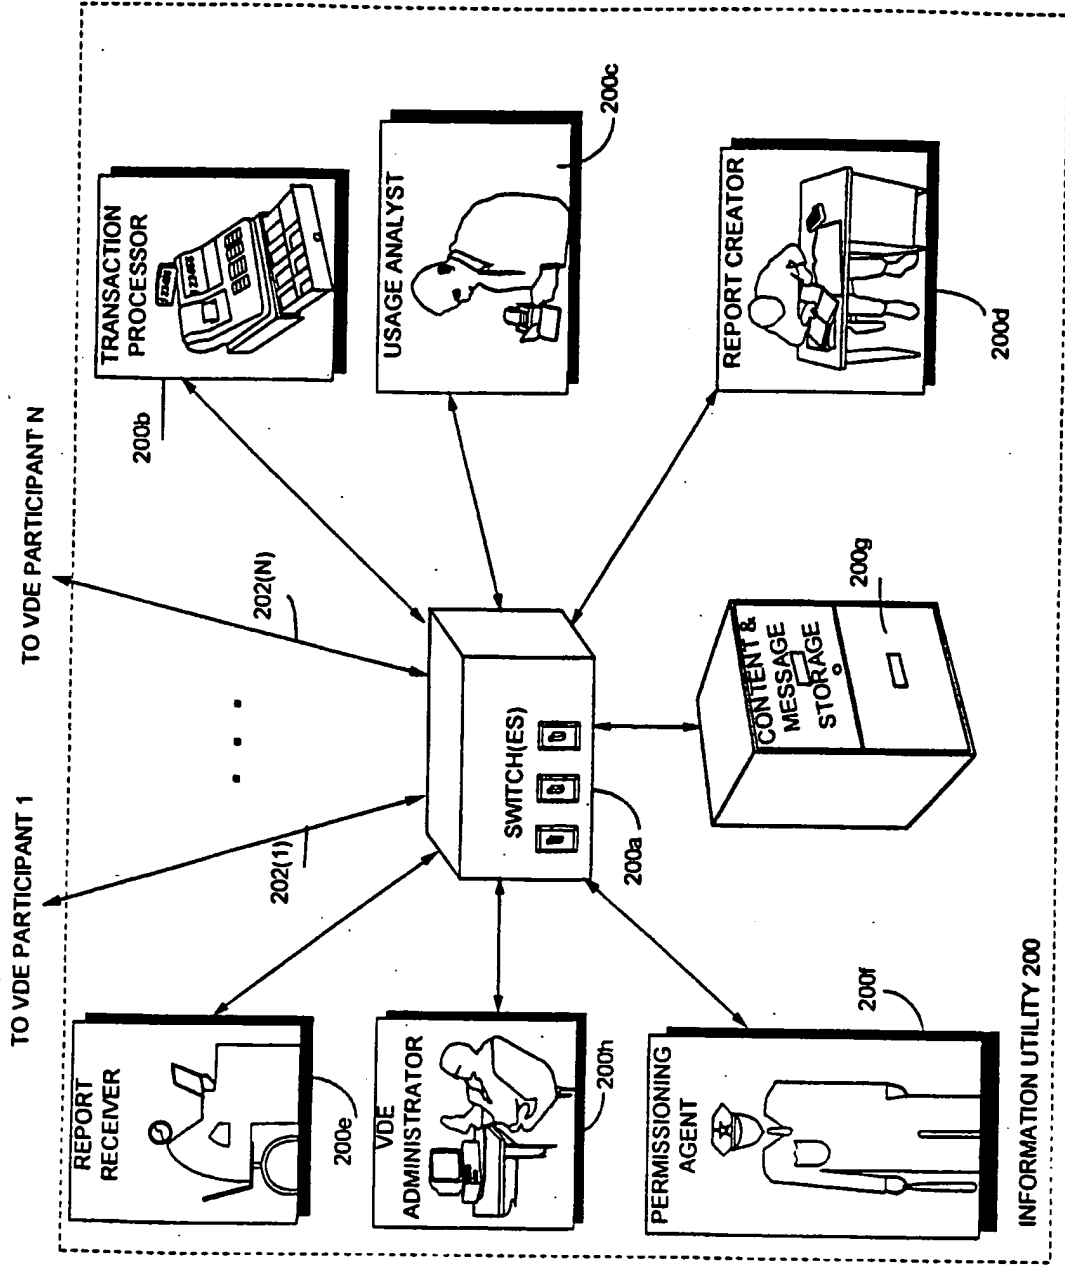 TO VDE PARTICIPANT 1
TO VDE PARTICIPANT N
202(1)
202(N)
REPORT
RECEIVER
200e
TRANSACTION
PROCESSOR
200b
VDE
ADMINISTRATOR
200h
SWITCH(ES)
200a
USAGE ANALYST
200c
PERMISSIONING
AGENT
200f
CONTENT &
MESSAGE
STORAGE
200g
REPORT CREATOR
200d
INFORMATION UTILITY 200